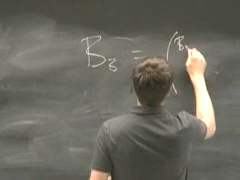 B₃ = (B